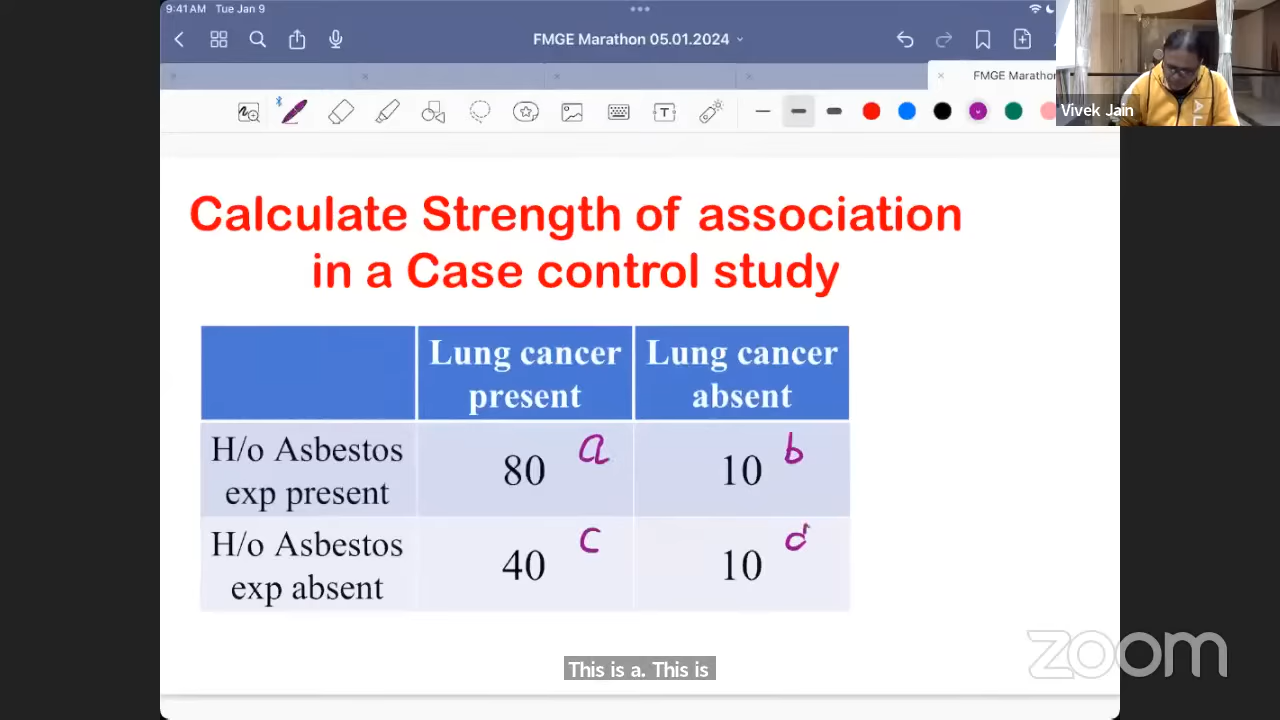 9:41 AM Tue Jan 9
FMGE Marathon 05.01.2024
FMGE Marathon
Vivek Jain
Calculate Strength of association
in a Case control study
Lung cancer present
Lung cancer absent
H/o Asbestos exp present
80 a
10 b
H/o Asbestos exp absent
40 c
10 d
This is a. This is
zoom